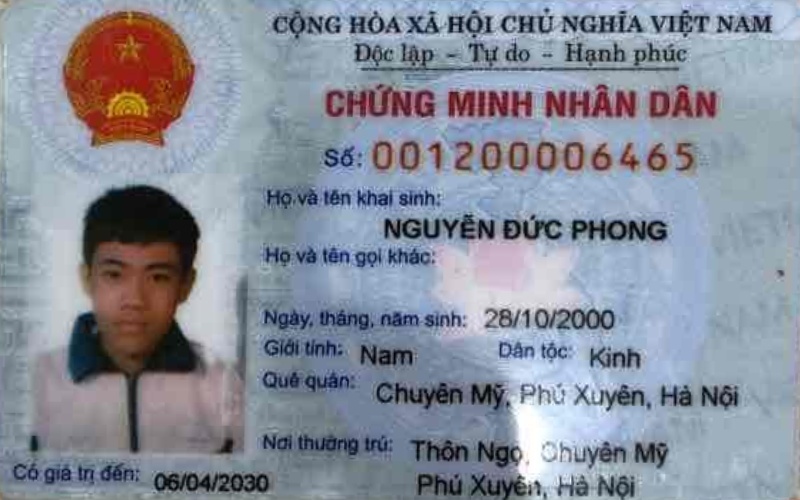 CỘNG HÒA XÃ HỘI CHỦ NGHĨA VIỆT NAM
Độc lập - Tự do - Hạnh phúc
CHỨNG MINH NHÂN DÂN
Số: 001200006465
Họ và tên khai sinh:
NGUYỄN ĐỨC PHONG
Họ và tên gọi khác:
Ngày, tháng, năm sinh: 28/10/2000
Giới tính: Nam Dân tộc: Kinh
Quê quán: Chuyên Mỹ, Phú Xuyên, Hà Nội
Nơi thường trú: Thôn Ngọ, Chuyên Mỹ
Phú Xuyên, Hà Nội
Có giá trị đến: 06/04/2030